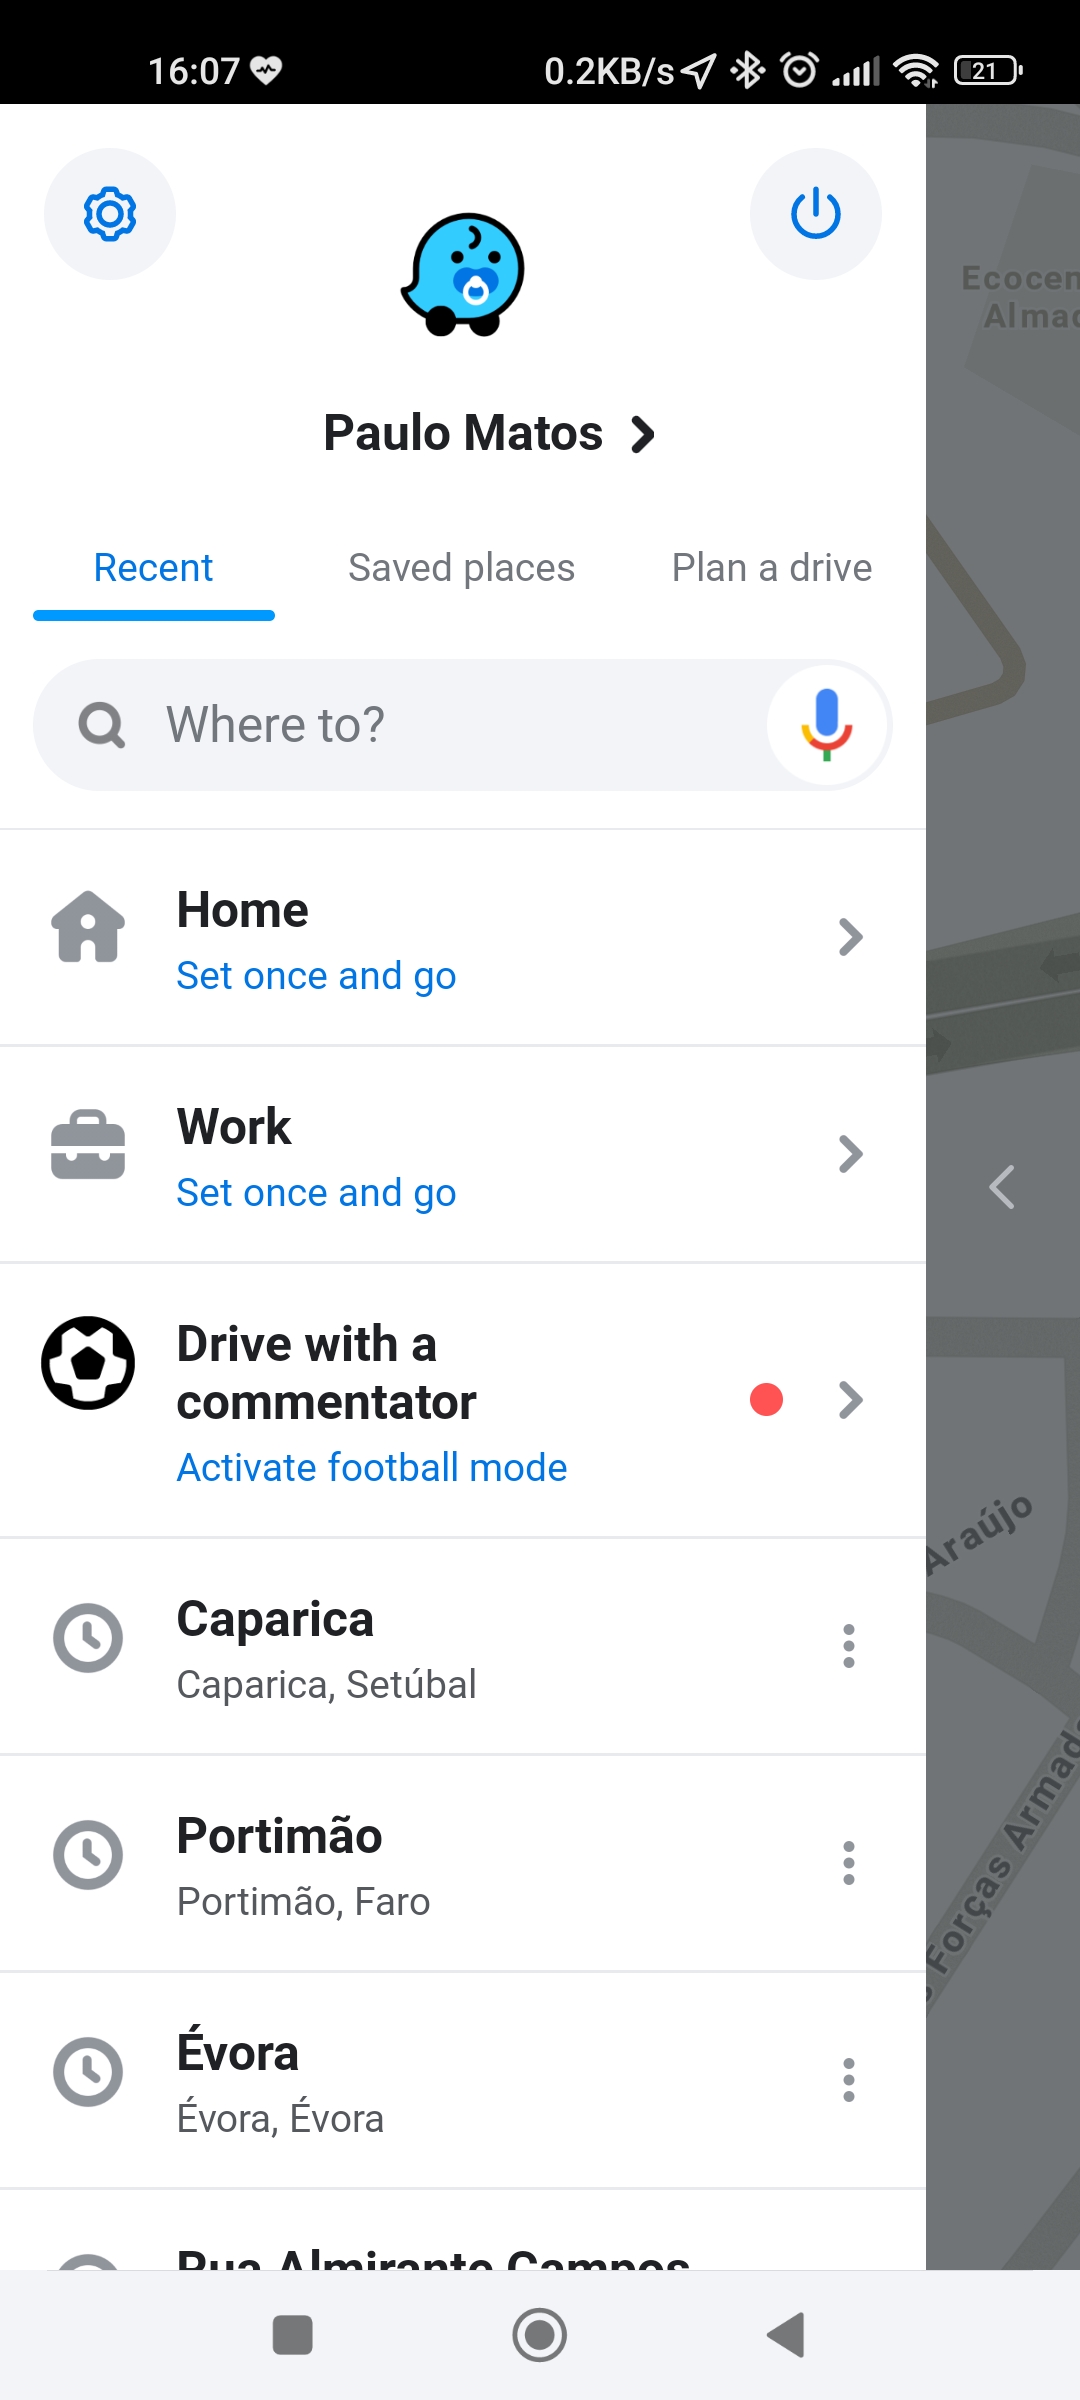 16:07
0.2KB/s
21
Paulo Matos
Recent
Saved places
Plan a drive
Where to?
Home
Set once and go
Work
Set once and go
Drive with a
commentator
Activate football mode
Caparica
Caparica, Setúbal
Portimão
Portimão, Faro
Évora
Évora, Évora
Rua Almirante Campos
Ecocen
Almad
Araújo
Forças Armada